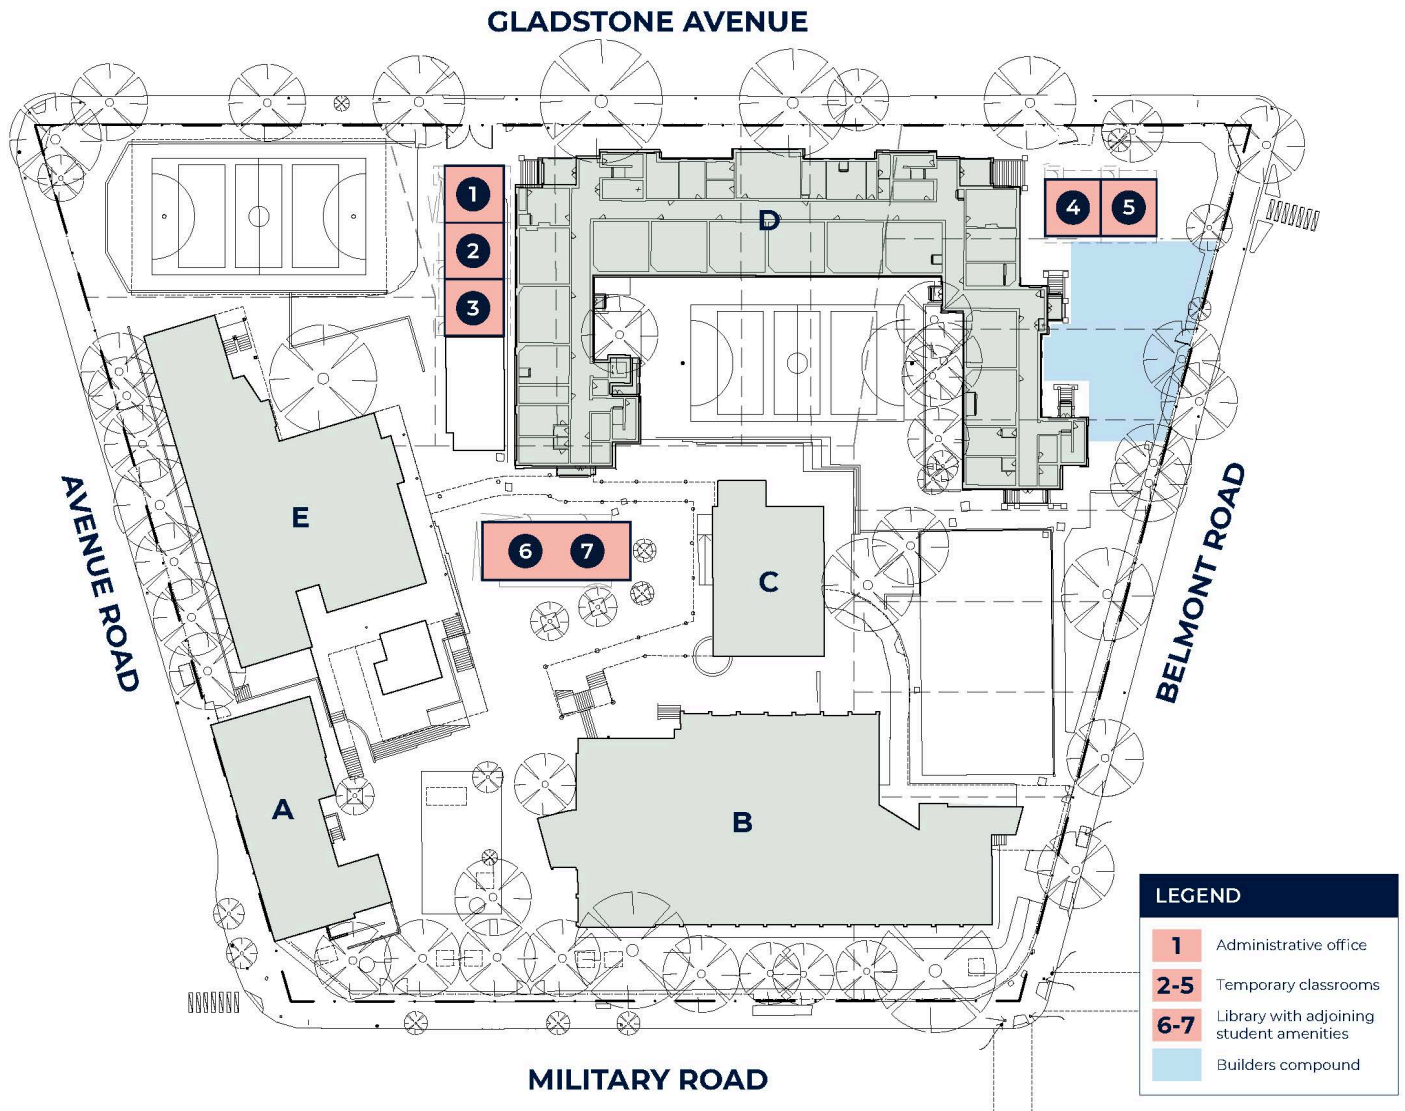 GLADSTONE AVENUE
1
2
3
D
4
5
E
6
7
C
AVENUE ROAD
BELMONT ROAD
A
B
MILITARY ROAD
LEGEND
1 Administrative office
2-5 Temporary classrooms
6-7 Library with adjoining
student amenities
Builders compound